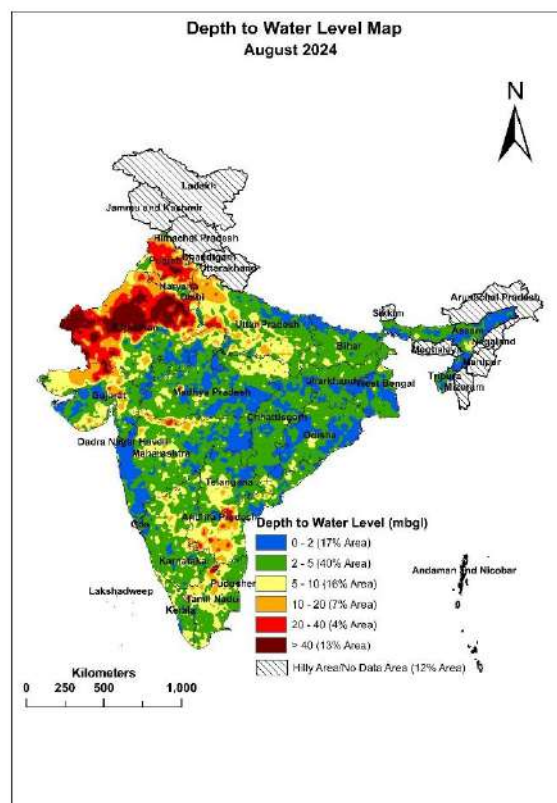 Depth to Water Level Map
August 2024
N
Ladakh
Jammu and Kashmir
Himachol Pradesh
Chandigarh
Uttarakhand
Haryana
Delhi
Arunachal Pradesh
Sikkim
Uttar Pradesh
Assam
Nagaland
Bihar
Meghalaya
Manipur
Tripura
Mizoram
Gujarat
Madhya Pradesh
West Bengal
Chhattisgarh
Dadra Nagar Haveli
Odisha
Maharashtra
Telangana
Andhra Pradesh
Goa
Karnataka
Lakshadweep
Tamil Nadu
Kerala
Andaman and Nicobar
Depth to Water Level (mbgl)
0 - 2 (17% Area)
2 - 5 (40% Area)
5 - 10 (16% Area)
10 - 20 (7% Area)
20 - 40 (4% Area)
> 40 (13% Area)
Hilly Area/No Data Area (12% Area)
Kilometers
0 250 500 1,000